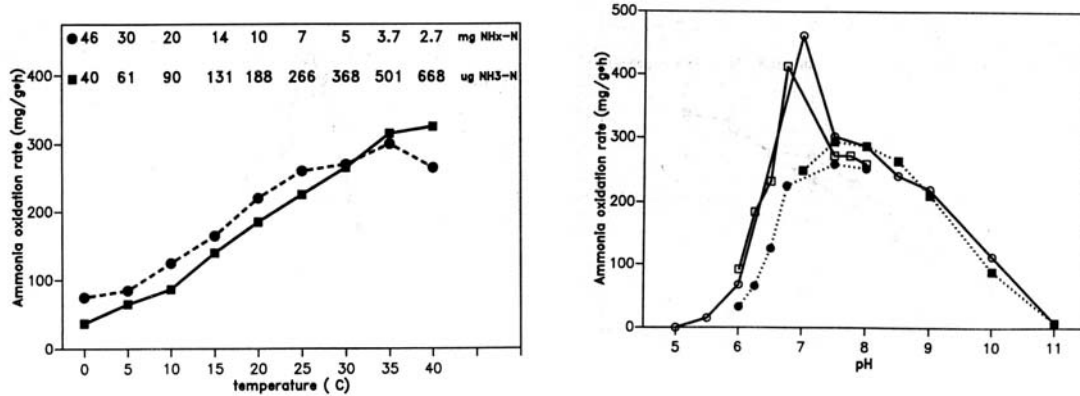 46 30 20 14 10 7 5 3.7 2.7 mg NHx-N
40 61 90 131 188 266 368 501 668 ug NH3-N
400
300
200
100
0
Ammonia oxidation rate (mg/g*h)
0 5 10 15 20 25 30 35 40
temperature ( C)
500
400
300
200
100
0
Ammonia oxidation rate (mg/g*h)
5 6 7 8 9 10 11
pH